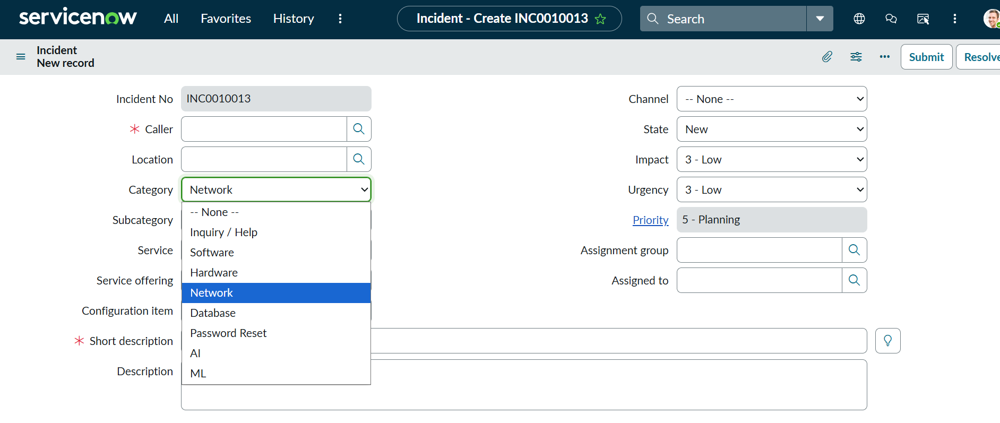 servicenow All Favorites History Incident - Create INC0010013 Search
Incident
New record
Submit Resolve
Incident No INC0010013
* Caller
Location
Category Network
-- None --
Inquiry / Help
Software
Hardware
Network
Database
Password Reset
AI
ML
Subcategory
Service
Service offering
Configuration item
* Short description
Description
Channel -- None --
State New
Impact 3 - Low
Urgency 3 - Low
Priority 5 - Planning
Assignment group
Assigned to